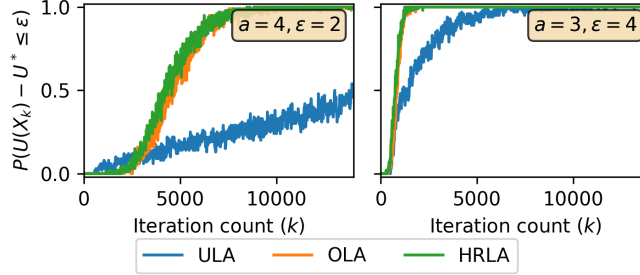 P(U(X_k) − U* ≤ ε)
1.0
0.5
0.0
a = 4, ε = 2
a = 3, ε = 4
0 5000 10000
0 5000 10000
Iteration count (k)
Iteration count (k)
ULA OLA HRLA